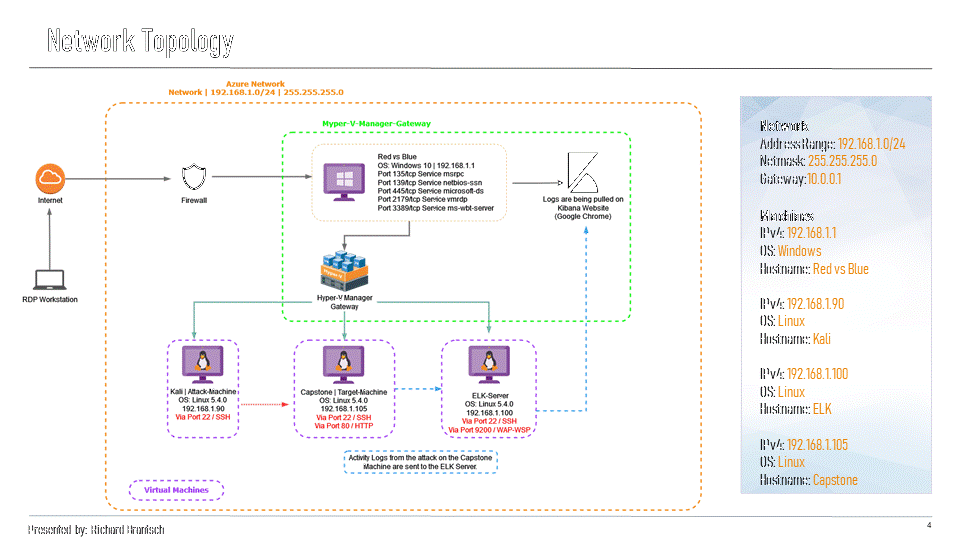 Network Topology
Azure Network
Network | 192.168.1.0/24 | 255.255.255.0
Myper-V-Manager-Gateway
Red vs Blue
OS: Windows 10 | 192.168.1.1
Port 135/tcp Service msrpc
Port 139/tcp Service netbios-ssn
Port 445/tcp Service microsoft-ds
Port 2179/tcp Service vmrdp
Port 3389/tcp Service ms-wbt-server
Logs are being pulled on
Kibana Website
(Google Chrome)
Internet
Firewall
RDP Workstation
Hyper-V Manager
Gateway
Kali | Attack-Machine
OS: Linux 5.4.0
192.168.1.90
Via Port 22 / SSH
Capstone | Target-Machine
OS: Linux 5.4.0
192.168.1.105
Via Port 22 / SSH
Via Port 80 / HTTP
ELK-Server
OS: Linux 5.4.0
192.168.1.100
Via Port 22 / SSH
Via Port 9200 / WAP-WSP
Activity Logs from the attack on the Capstone
Machine are sent to the ELK Server.
Virtual Machines
Network
Address Range: 192.168.1.0/24
Netmask: 255.255.255.0
Gateway:10.0.0.1
Machines
IPv4: 192.168.1.1
OS: Windows
Hostname: Red vs Blue
IPv4: 192.168.1.90
OS: Linux
Hostname: Kali
IPv4: 192.168.1.100
OS: Linux
Hostname: ELK
IPv4: 192.168.1.105
OS: Linux
Hostname: Capstone
Presented by: Richard
4